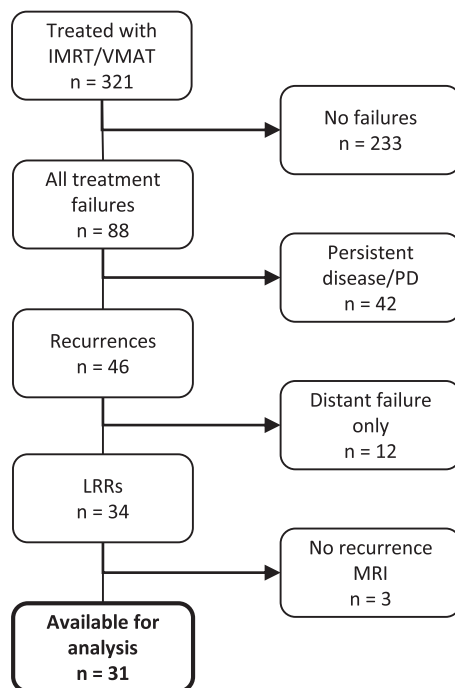 Treated with
IMRT/VMAT
n = 321
No failures
n = 233
All treatment
failures
n = 88
Persistent
disease/PD
n = 42
Recurrences
n = 46
Distant failure
only
n = 12
LRRs
n = 34
No recurrence
MRI
n = 3
Available for
analysis
n = 31